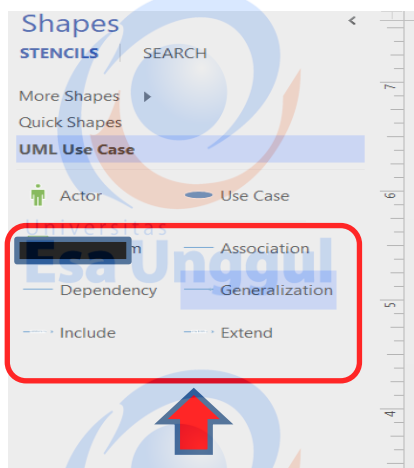 Shapes
STENCILS SEARCH
More Shapes
Quick Shapes
UML Use Case
Actor Use Case
Universitas
Association
Esa Unggul
Dependency Generalization
Include Extend
7
6
5
4